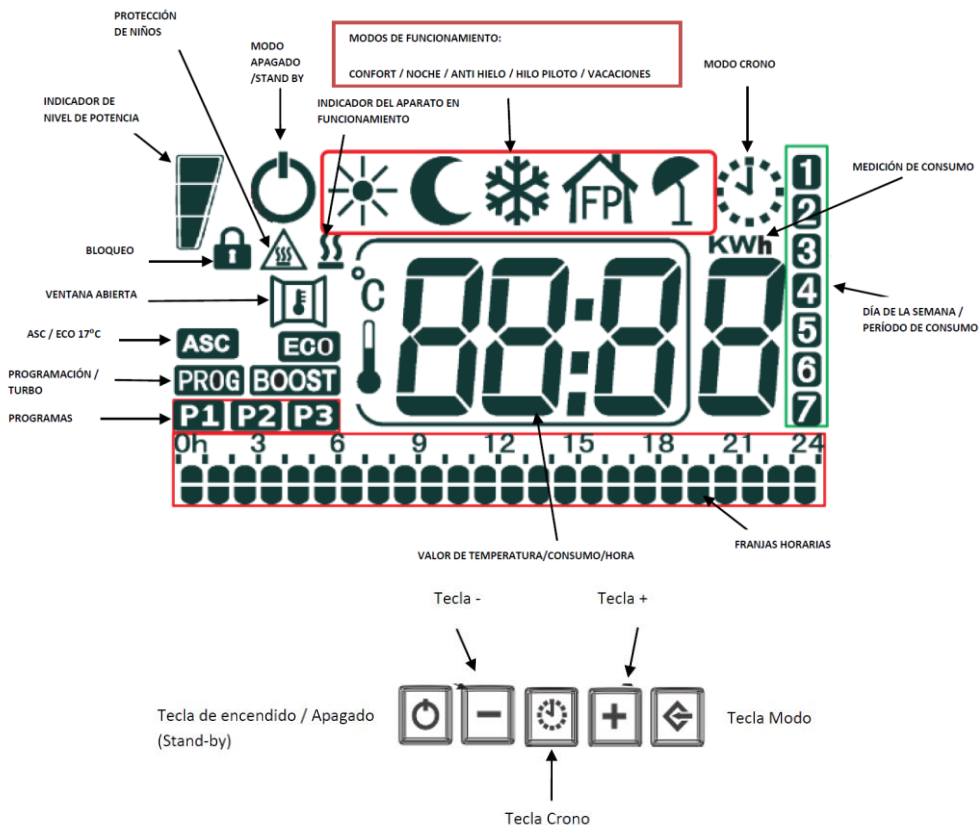 PROTECCIÓN
DE NIÑOS
MODO
APAGADO
/STAND BY
MODOS DE FUNCIONAMIENTO:
CONFORT / NOCHE / ANTI HIELO / HILO PILOTO / VACACIONES
MODO CRONO
INDICADOR DE
NIVEL DE POTENCIA
INDICADOR DEL APARATO EN
FUNCIONAMIENTO
MEDICIÓN DE CONSUMO
BLOQUEO
VENTANA ABIERTA
ASC / ECO 17ºC
PROGRAMACIÓN /
TURBO
PROGRAMAS
FP
KWh
°C
88:88
ASC ECO
PROG BOOST
P1 P2 P3
1
2
3
4
5
6
7
DÍA DE LA SEMANA /
PERÍODO DE CONSUMO
0h 3 6 9 12 15 18 21 24
VALOR DE TEMPERATURA/CONSUMO/HORA
FRANJAS HORARIAS
Tecla -
Tecla +
Tecla de encendido / Apagado
(Stand-by)
Tecla Modo
Tecla Crono